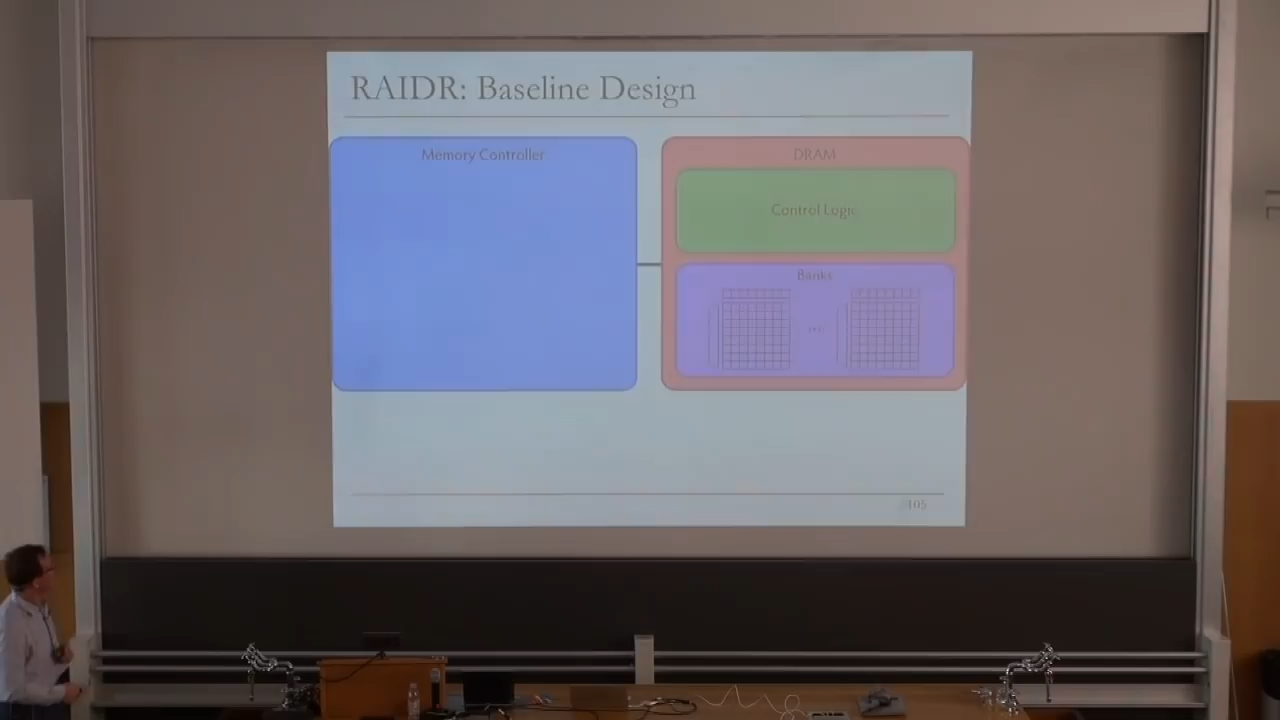 RAIDR: Baseline Design
Memory Controller
DRAM
Control Logic
Banks
...
105